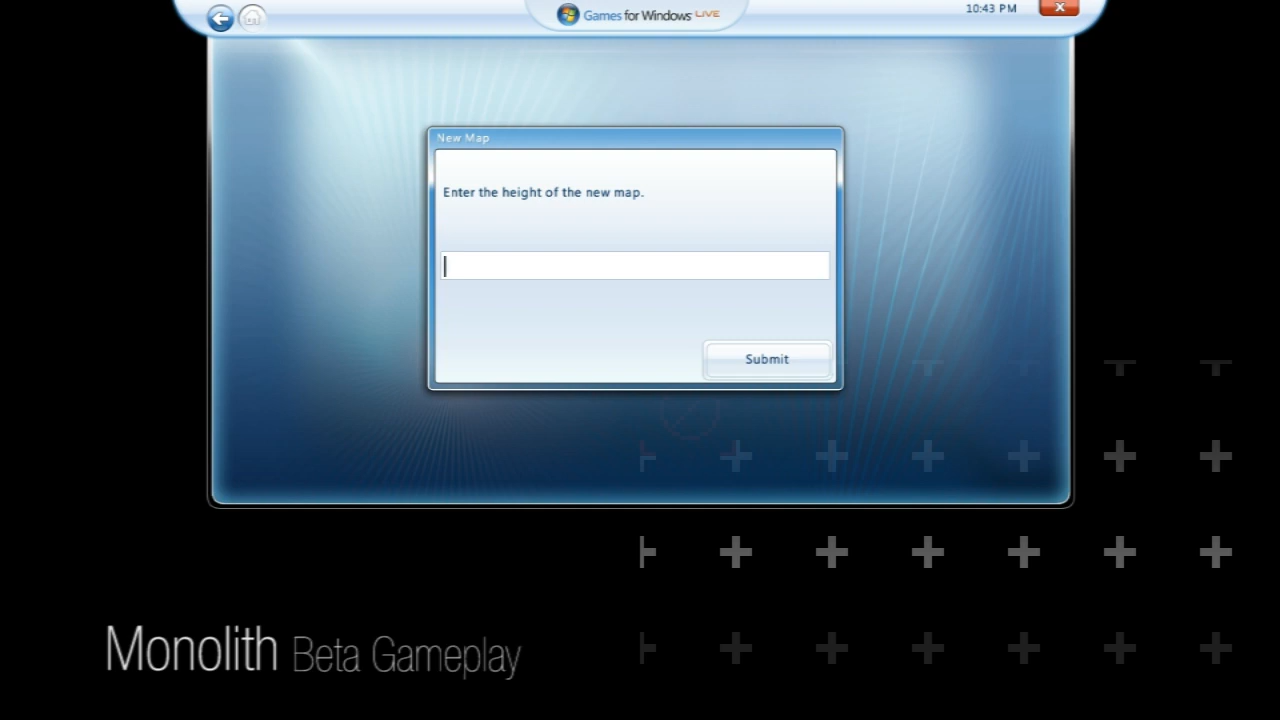 Games for Windows LIVE
10:43 PM
New Map
Enter the height of the new map.
Submit
Monolith Beta Gameplay